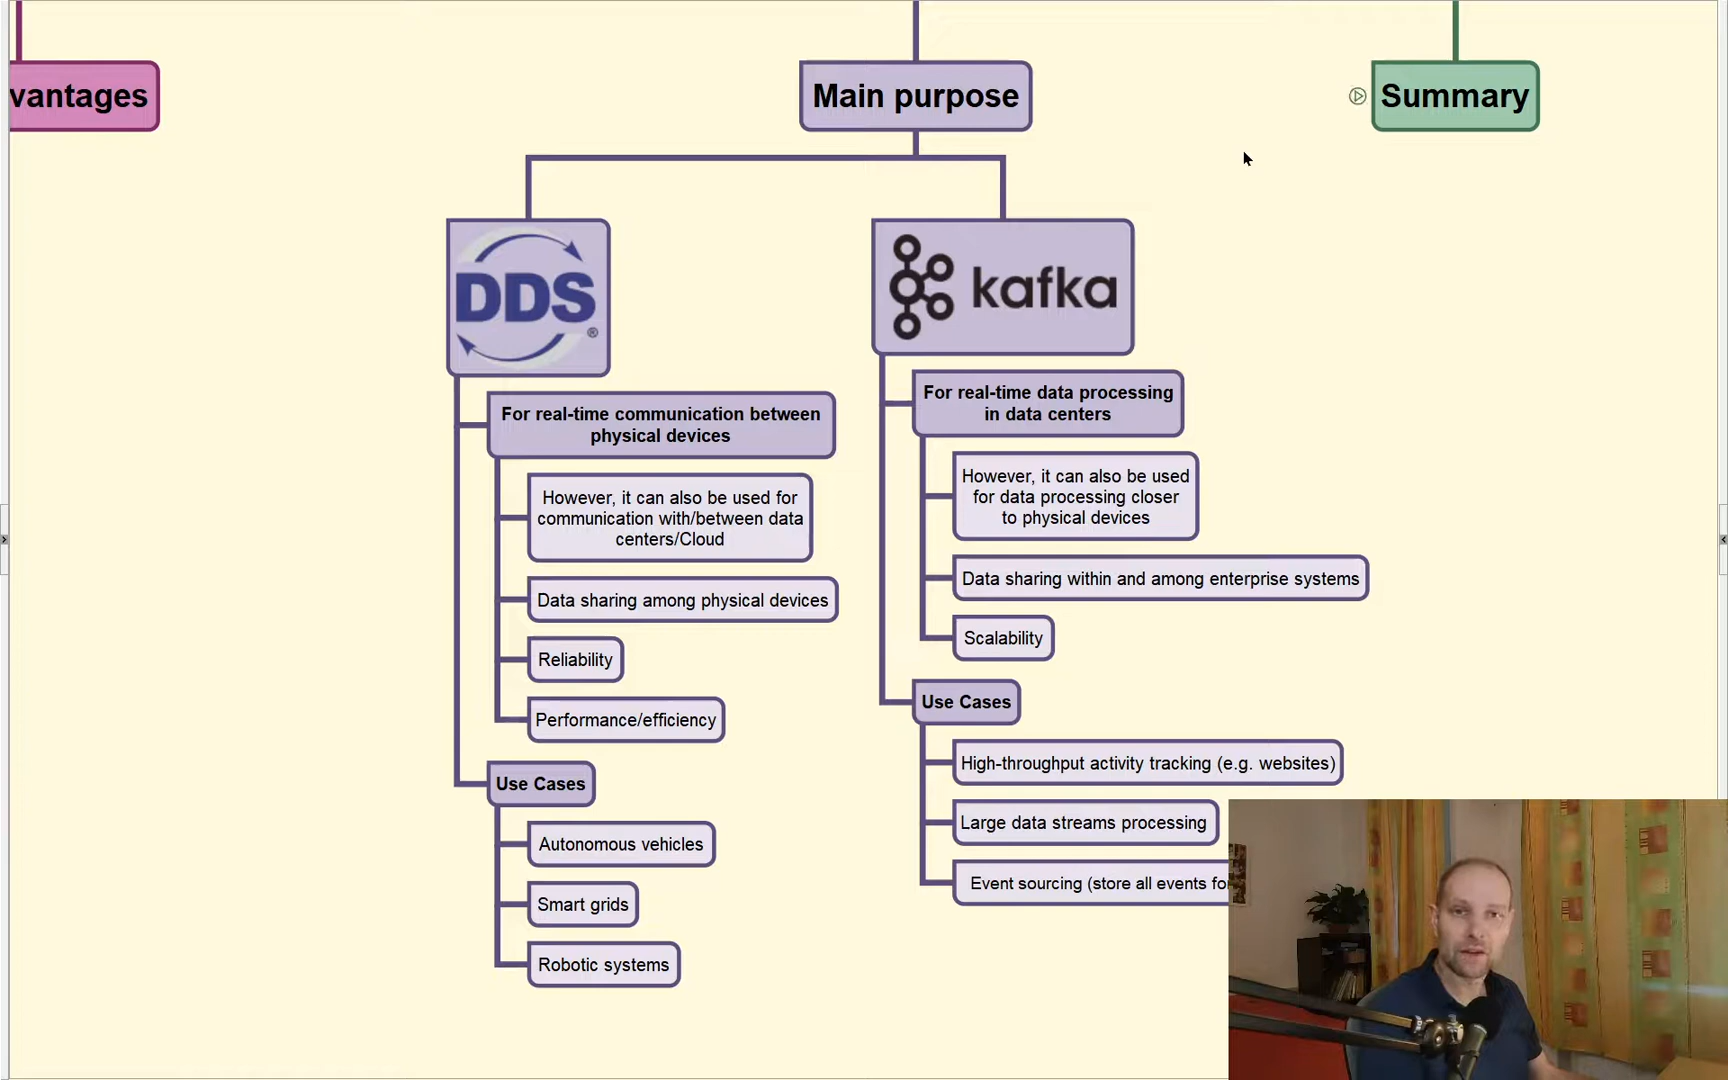 vantages
Main purpose
Summary
DDS
®
For real-time communication between
physical devices
However, it can also be used for
communication with/between data
centers/Cloud
Data sharing among physical devices
Reliability
Performance/efficiency
Use Cases
Autonomous vehicles
Smart grids
Robotic systems
kafka
For real-time data processing
in data centers
However, it can also be used
for data processing closer
to physical devices
Data sharing within and among enterprise systems
Scalability
Use Cases
High-throughput activity tracking (e.g. websites)
Large data streams processing
Event sourcing (store all events fo